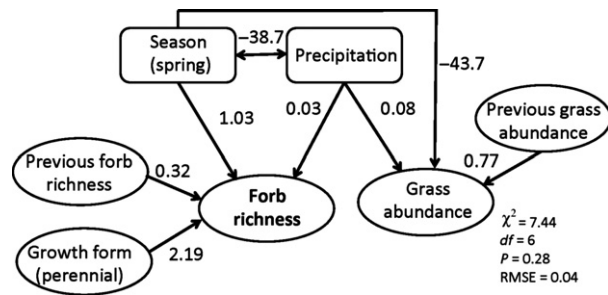 Season
(spring)
−38.7
Precipitation
−43.7
1.03
0.03
0.08
Previous grass
abundance
Previous forb
richness
0.32
0.77
Forb
richness
Grass
abundance
Growth form
(perennial)
2.19
χ² = 7.44
df = 6
P = 0.28
RMSE = 0.04